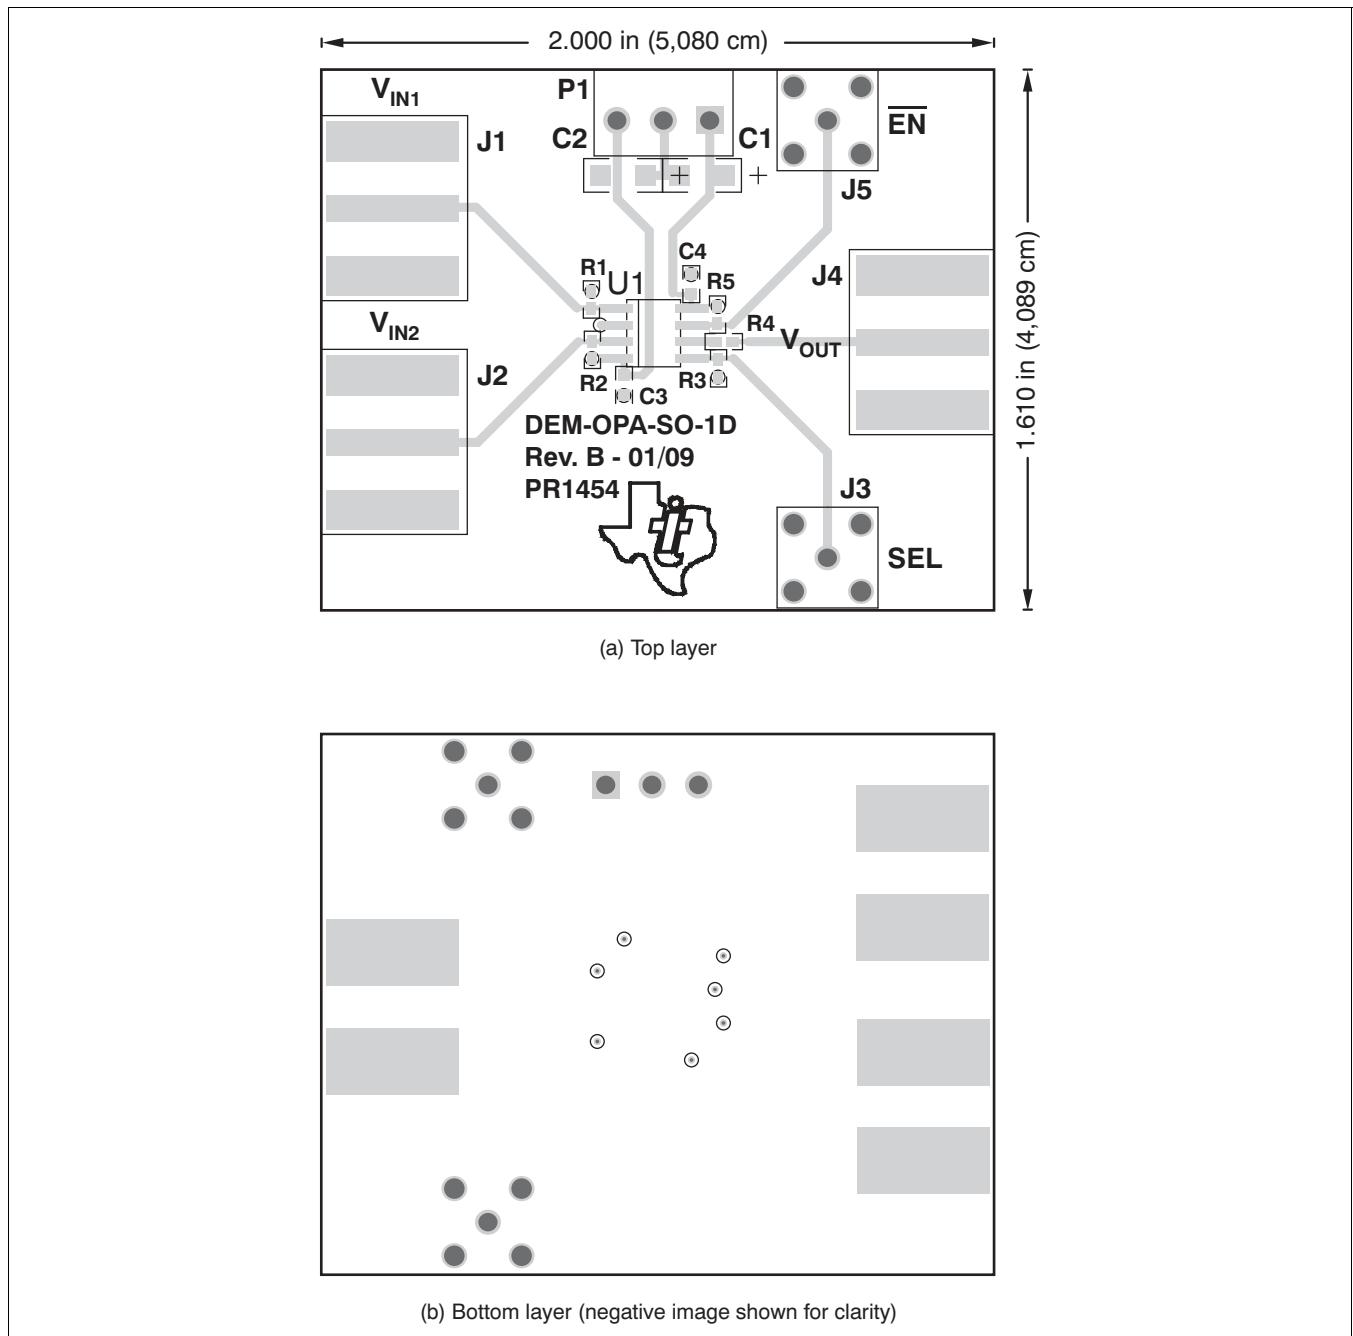 2.000 in (5,080 cm)
VIN1
P1
EN
J1
C2
C1
J5
1.610 in (4,089 cm)
C4
R1
U1
R5
J4
VIN2
R4
VOUT
J2
R2
R3
C3
DEM-OPA-SO-1D
Rev. B - 01/09
PR1454
J3
SEL
(a) Top layer
(b) Bottom layer (negative image shown for clarity)